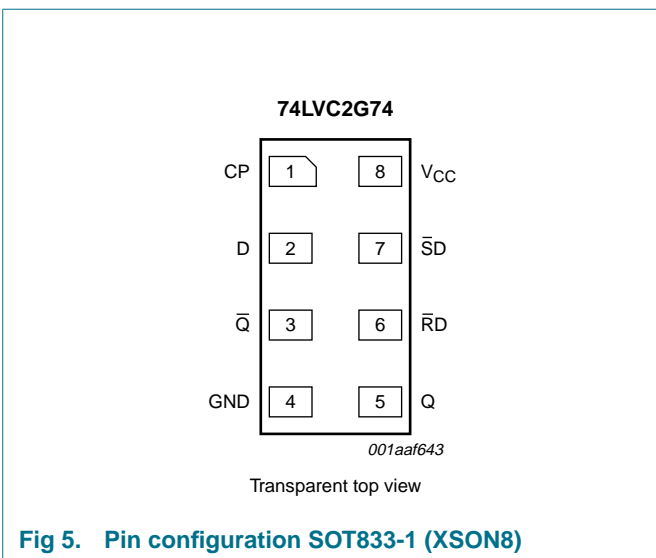 74LVC2G74
CP 1 8 VCC
D 2 7 S̅D
Q̅ 3 6 R̅D
GND 4 5 Q
001aaf643
Transparent top view
Fig 5. Pin configuration SOT833-1 (XSON8)